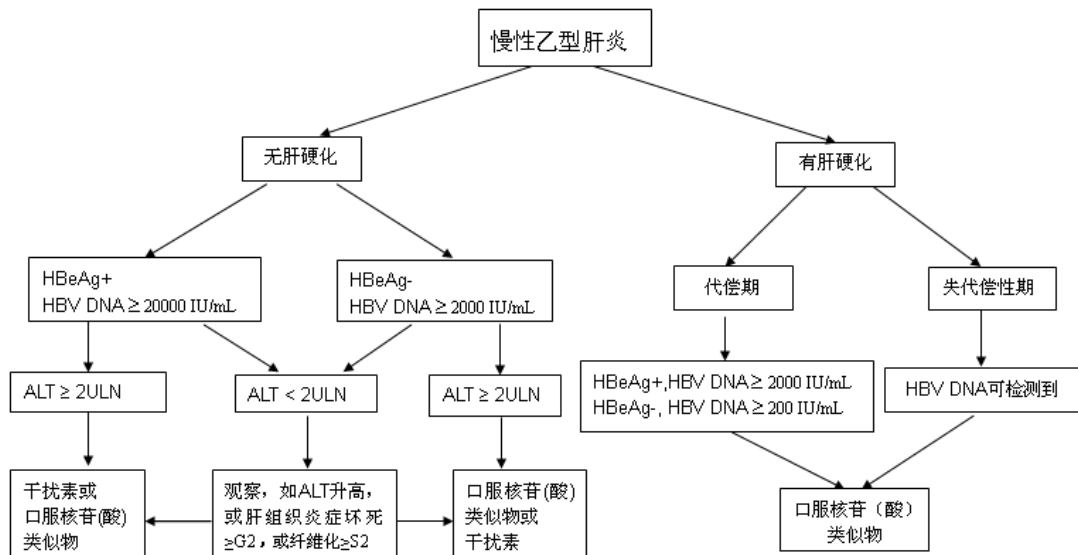 慢性乙型肝炎
无肝硬化
有肝硬化
HBeAg+
HBV DNA≥20000 IU/mL
HBeAg-
HBV DNA≥2000 IU/mL
代偿期
失代偿性期
ALT≥2ULN
ALT<2ULN
ALT≥2ULN
HBeAg+,HBV DNA≥2000 IU/mL
HBeAg-, HBV DNA≥200 IU/mL
HBV DNA可检测到
干扰素或
口服核苷(酸)
类似物
观察，如ALT升高，
或肝组织炎症坏死
≥G2，或纤维化≥S2
口服核苷(酸)
类似物或
干扰素
口服核苷（酸）
类似物